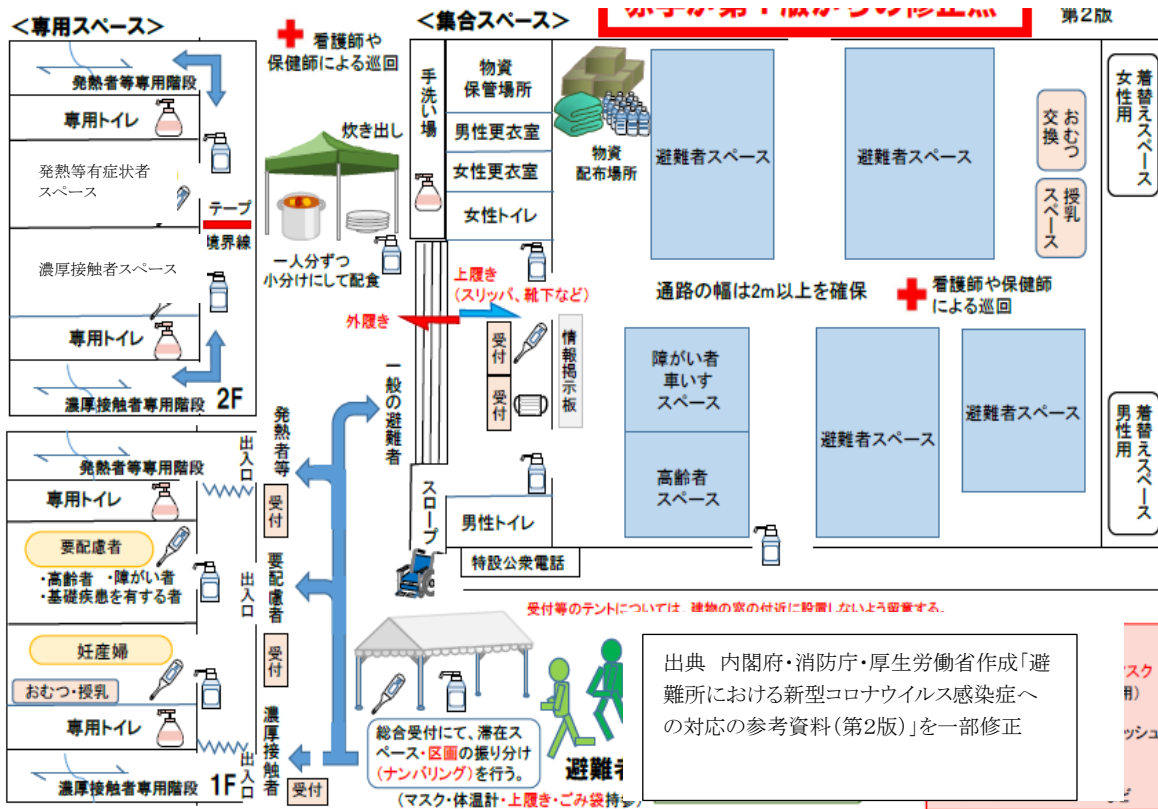 ＜専用スペース＞
発熱者等専用階段
専用トイレ
発熱等有症状者
スペース
テープ
境界線
濃厚接触者スペース
専用トイレ
濃厚接触者専用階段 2F
看護師や
保健師による巡回
炊き出し
一人分ずつ
小分けにして配食
＜集合スペース＞
第2版
手洗い場
物資
保管場所
男性更衣室
女性更衣室
女性トイレ
物資
配布場所
避難者スペース
避難者スペース
おむつ
交換
授乳
スペース
着替えスペース
女性用
上履き
(スリッパ、靴下など)
外履き
通路の幅は2m以上を確保
看護師や保健師
による巡回
受付
受付
情報掲示板
障がい者
車いす
スペース
高齢者
スペース
避難者スペース
避難者スペース
着替えスペース
男性用
一般の避難者
スロープ
男性トイレ
特設公衆電話
発熱者等専用階段
出入口
発熱者等
受付
専用トイレ
要配慮者
・高齢者 ・障がい者
・基礎疾患を有する者
出入口
要配慮者
受付
妊産婦
おむつ・授乳
専用トイレ
濃厚接触者専用階段 1F
出入口
濃厚接触者
受付
受付等のテントについては、建物の窓の付近に設置しないよう留意する。
総合受付にて、滞在ス
ペース・区画の振り分け
(ナンバリング)を行う。
避難
(マスク・体温計・上履き・ごみ袋持
出典 内閣府・消防庁・厚生労働省作成「避
難所における新型コロナウイルス感染症へ
の対応の参考資料(第2版)」を一部修正
スク
用)
ッシュ